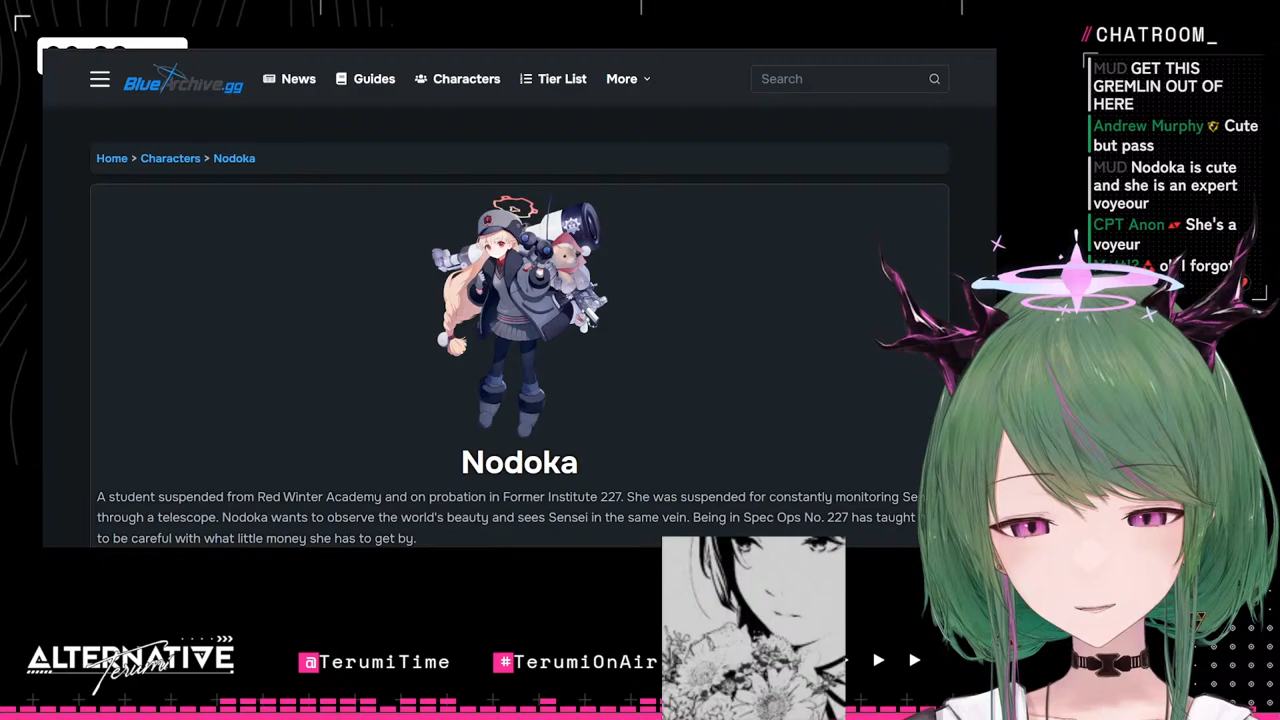 //CHATROOM_
MUD GET THIS
GREMLIN OUT OF
HERE
Andrew Murphy Cute
but pass
MUD Nodoka is cute
and she is an expert
voyeour
CPT Anon She's a
voyeur
oh I forgot
BlueArchive.gg
News
Guides
Characters
Tier List
More
Search
Home > Characters > Nodoka
Nodoka
A student suspended from Red Winter Academy and on probation in Former Institute 227. She was suspended for constantly monitoring Se
through a telescope. Nodoka wants to observe the world's beauty and sees Sensei in the same vein. Being in Spec Ops No. 227 has taught
to be careful with what little money she has to get by.
ALTERNATIVE
Terumi
@TerumiTime
#TerumiOnAir